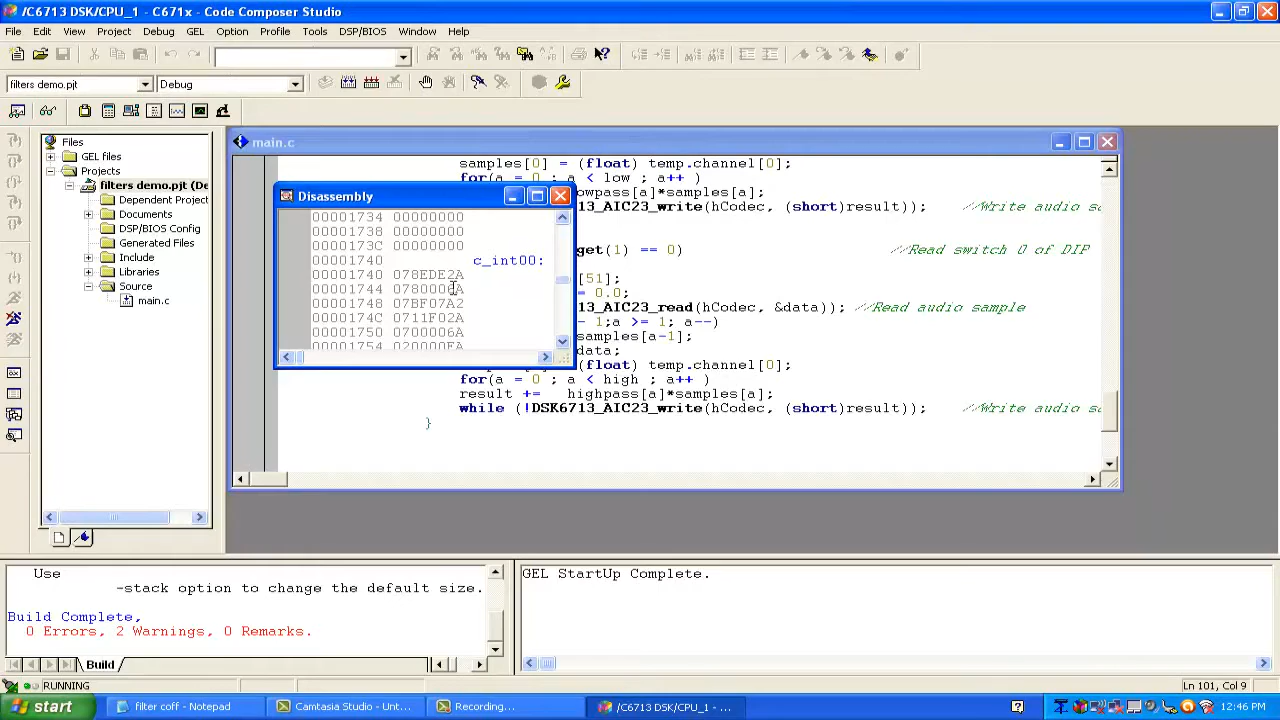 /C6713 DSK/CPU_1 - C671x - Code Composer Studio
File Edit View Project Debug GEL Option Profile Tools DSP/BIOS Window Help
filters demo.pjt Debug
Files
GEL files
Projects
filters demo.pjt (De
Dependent Project
Documents
DSP/BIOS Config
Generated Files
Include
Libraries
Source
main.c
main.c
samples[0] = (float) temp.channel[0];
for(a = 0 ; a < low ; a++ )
owpass[a]*samples[a];
13_AIC23_write(hCodec, (short)result)); //Write audio sa
get(1) == 0) //Read switch 0 of DIP
[51];
= 0.0;
13_AIC23_read(hCodec, &data)); //Read audio sample
- 1;a >= 1; a--)
samples[a-1];
data;
(float) temp.channel[0];
for(a = 0 ; a < high ; a++ )
result += highpass[a]*samples[a];
while (!DSK6713_AIC23_write(hCodec, (short)result)); //Write audio sa
}
Disassembly
00001734 00000000
00001738 00000000
0000173C 00000000
00001740 c_int00:
00001740 078EDE2A
00001744 0780006A
00001748 07BF07A2
0000174C 0711F02A
00001750 0700006A
00001754 020000FA
Use
-stack option to change the default size.
Build Complete,
0 Errors, 2 Warnings, 0 Remarks.
Build
GEL StartUp Complete.
RUNNING
Ln 101, Col 9
start
filter coff - Notepad
Camtasia Studio - Unt...
Recording...
/C6713 DSK/CPU_1 - ...
12:46 PM